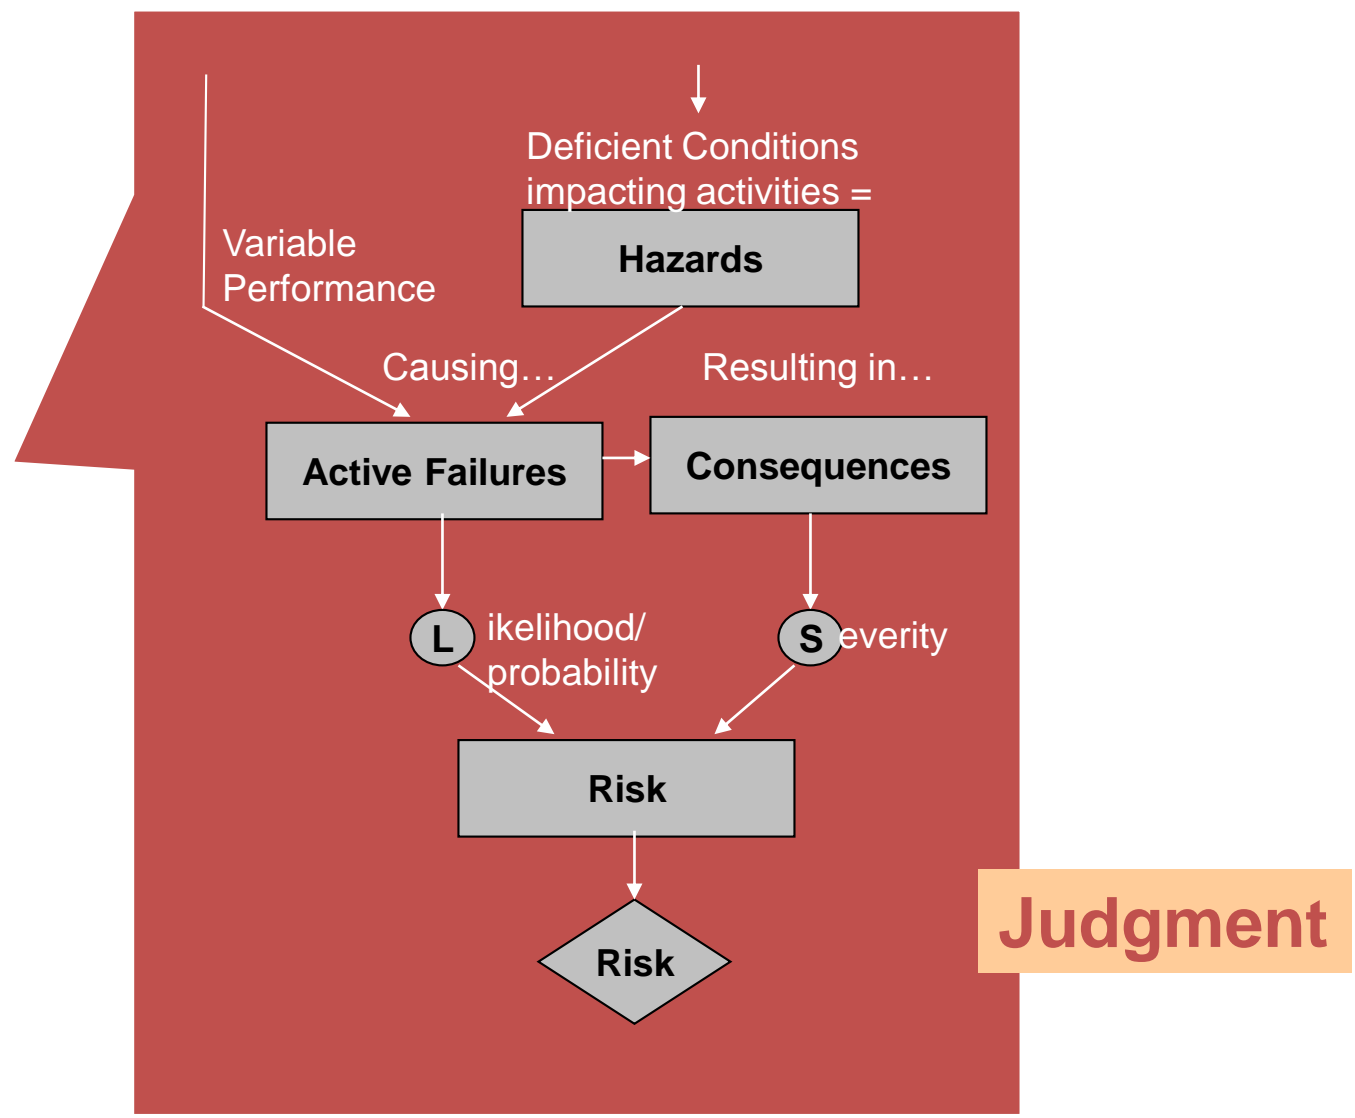 Deficient Conditions
impacting activities =
Hazards
Variable
Performance
Causing…
Resulting in…
Active Failures
Consequences
L ikelihood/
probability
S everity
Risk
Risk
Judgment